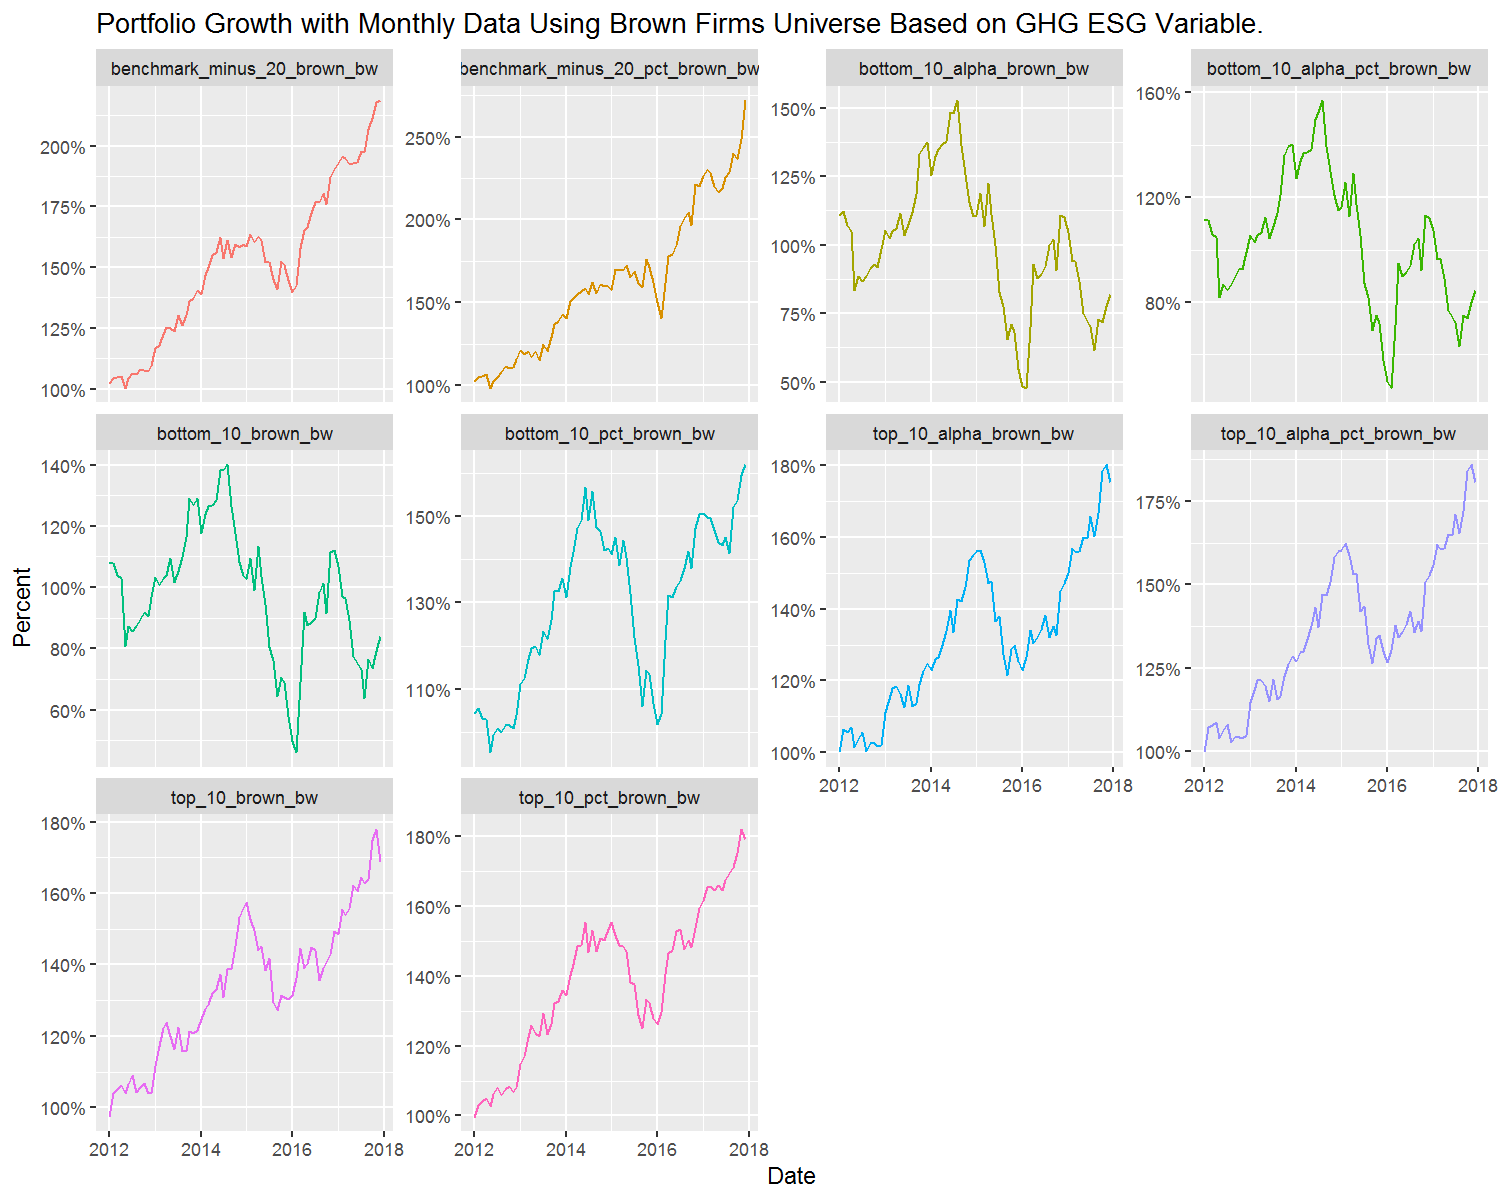 Portfolio Growth with Monthly Data Using Brown Firms Universe Based on GHG ESG Variable.
benchmark_minus_20_brown_bw
benchmark_minus_20_pct_brown_bw
bottom_10_alpha_brown_bw
bottom_10_alpha_pct_brown_bw
200%
175%
150%
125%
100%
250%
200%
150%
100%
150%
125%
100%
75%
50%
160%
120%
80%
bottom_10_brown_bw
bottom_10_pct_brown_bw
top_10_alpha_brown_bw
top_10_alpha_pct_brown_bw
140%
120%
100%
80%
60%
150%
130%
110%
180%
160%
140%
120%
100%
2012 2014 2016 2018
175%
150%
125%
100%
2012 2014 2016 2018
top_10_brown_bw
top_10_pct_brown_bw
180%
160%
140%
120%
100%
2012 2014 2016 2018
180%
160%
140%
120%
100%
2012 2014 2016 2018
Percent
Date